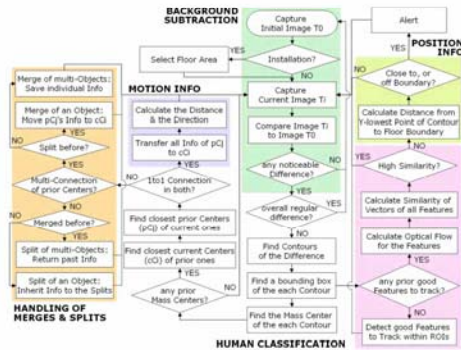 BACKGROUND
SUBTRACTION
Capture
Initial Image T0
Alert
Select Floor Area
YES
Installation?
NO
POSITION
INFO
YES
Close to, or
off Boundary?
NO
Merge of multi-Objects:
Save individual Info
MOTION INFO
Capture
Current Image Ti
Merge of an Object:
Move pCj's Info to cCi
Calculate the Distance
& the Direction
Compare Image Ti
to Image T0
Calculate Distance from
Y-lowest Point of
Contour to Floor Boundary
NO
YES
Split before?
Transfer all Info of pCj
to cCi
any noticeable
Difference?
NO
YES
YES
YES
High Similarity?
NO
Multi-Connection
of prior Centers?
NO
1to1 Connection
in both?
YES
overall regular
difference?
YES
NO
Calculate Similarity of
Vectors of all Features
NO
Merged before?
YES
Find closest prior Centers
(pCj) of current ones
Find Contours
of the Difference
Calculate Optical Flow
for the Features
Split of multi-Objects:
Return past Info
Find closest current Centers
(cCi) of prior ones
Find a bounding box
of the each Contour
YES
any prior good
Features to track?
NO
Split of an Object:
Inherit Info to the Splits
YES
any prior
Mass Centers?
NO
Find the Mass Center
of the each Contour
Detect good Features
to Track within ROIs
HANDLING OF
MERGES & SPLITS
HUMAN CLASSIFICATION